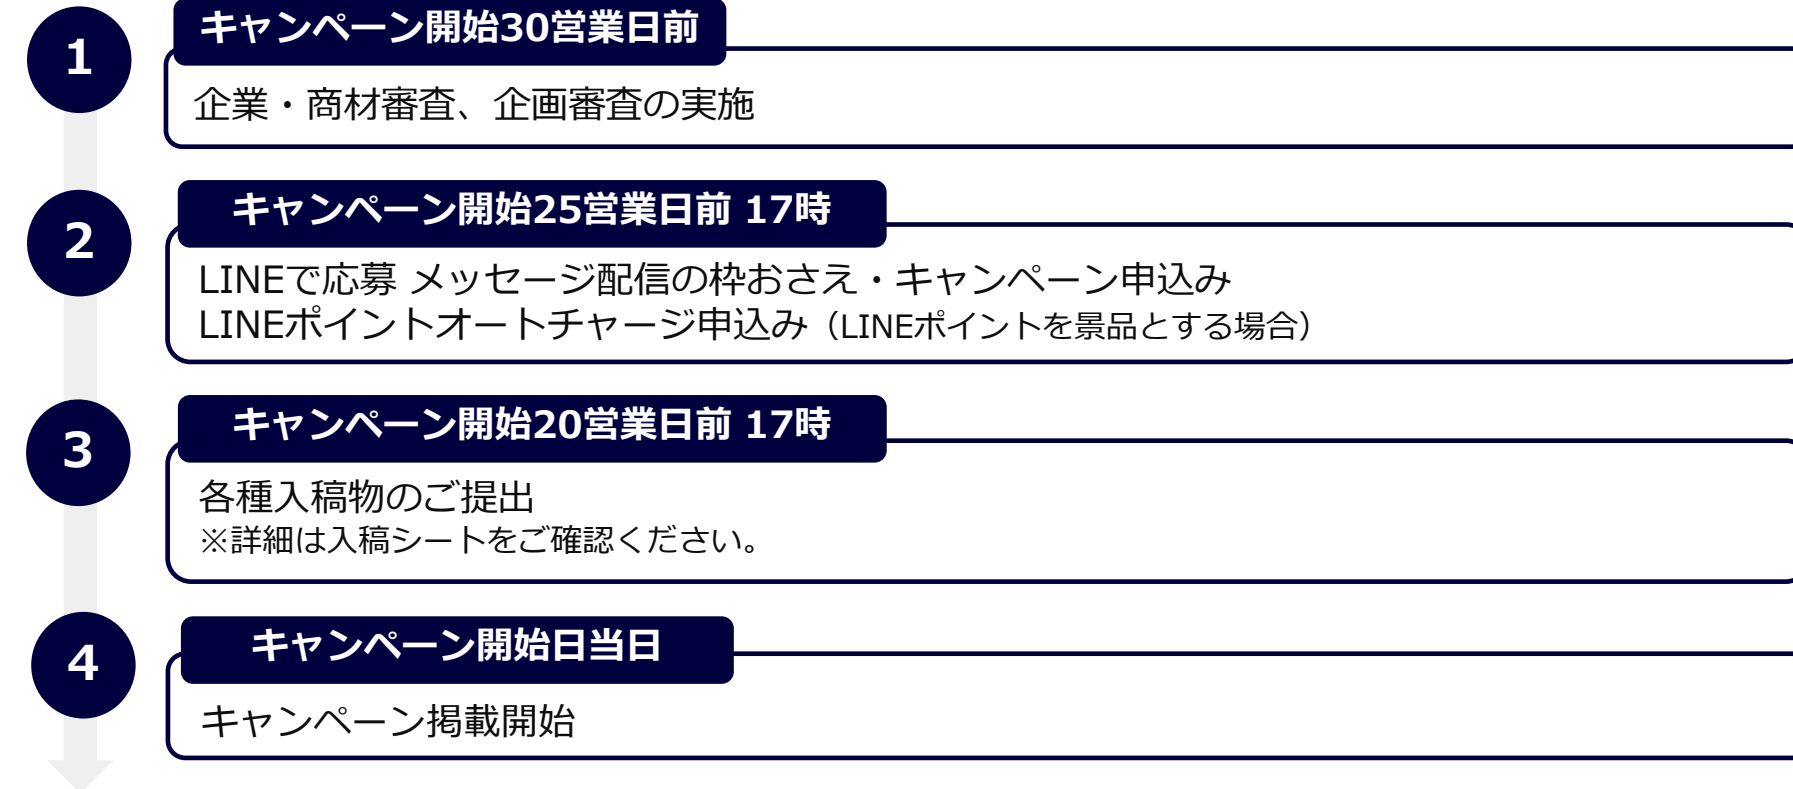 1
キャンペーン開始30営業日前
企業・商材審査、企画審査の実施
2
キャンペーン開始25営業日前 17時
LINEで応募 メッセージ配信の枠おさえ・キャンペーン申込み
LINEポイントオートチャージ申込み（LINEポイントを景品とする場合）
3
キャンペーン開始20営業日前 17時
各種入稿物のご提出
※詳細は入稿シートをご確認ください。
4
キャンペーン開始日当日
キャンペーン掲載開始